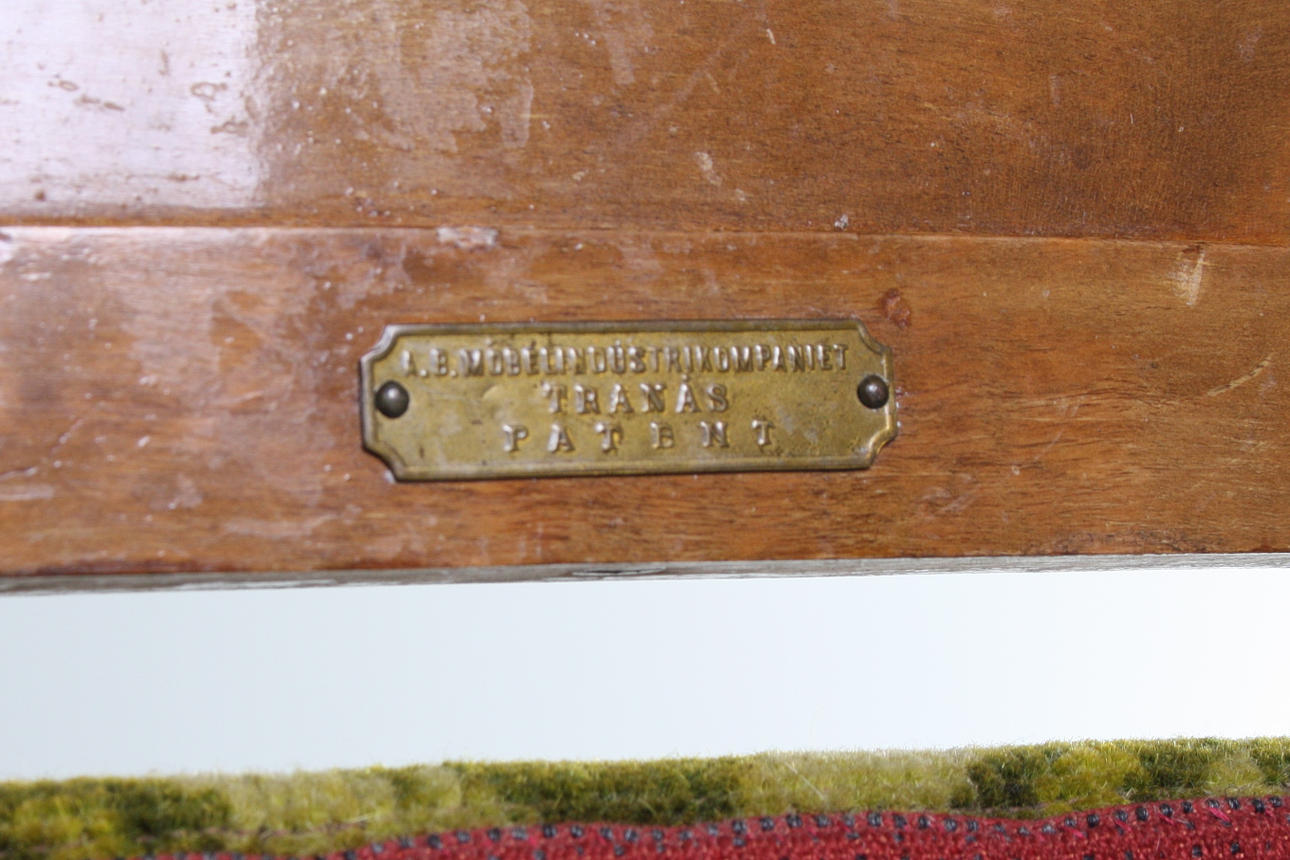 A.B. MÖBELINDUSTRIKOMPANIET
TRANÅS
PATENT